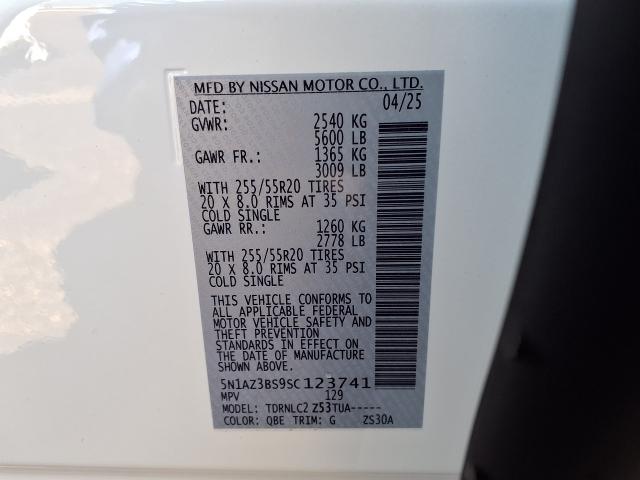 MFD BY NISSAN MOTOR CO., LTD.
DATE: 04/25
GVWR: 2540 KG
5600 LB
GAWR FR.: 1365 KG
3009 LB
WITH 255/55R20 TIRES
20 X 8.0 RIMS AT 35 PSI
COLD SINGLE
GAWR RR.: 1260 KG
2778 LB
WITH 255/55R20 TIRES
20 X 8.0 RIMS AT 35 PSI
COLD SINGLE
THIS VEHICLE CONFORMS TO
ALL APPLICABLE FEDERAL
MOTOR VEHICLE SAFETY AND
THEFT PREVENTION
STANDARDS IN EFFECT ON
THE DATE OF MANUFACTURE
SHOWN ABOVE.
5N1AZ3BS9SC123741
MPV 129
MODEL: TDRNLC2 Z53TUA-----
COLOR: QBE TRIM: G ZS30A